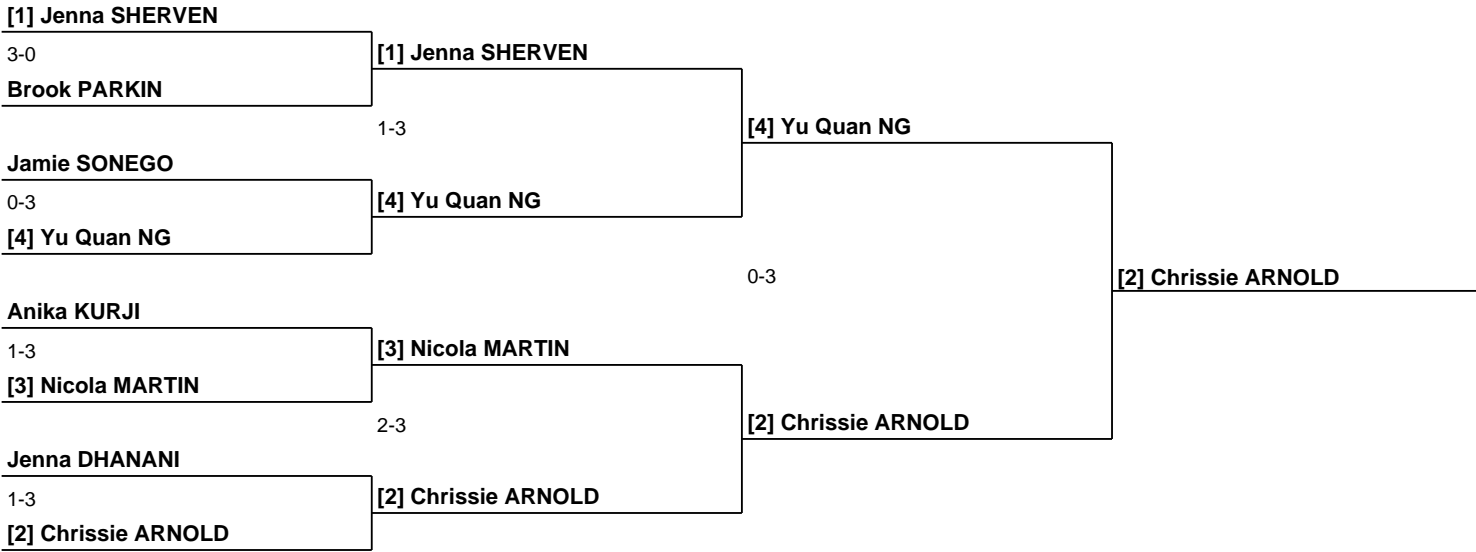 [1] Jenna SHERVEN
3-0
Brook PARKIN
[1] Jenna SHERVEN
1-3
Jamie SONEGO
0-3
[4] Yu Quan NG
[4] Yu Quan NG
[4] Yu Quan NG
0-3
Anika KURJI
1-3
[3] Nicola MARTIN
[3] Nicola MARTIN
2-3
Jenna DHANANI
1-3
[2] Chrissie ARNOLD
[2] Chrissie ARNOLD
[2] Chrissie ARNOLD
[2] Chrissie ARNOLD